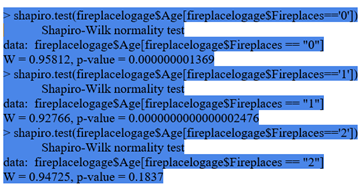 > shapiro.test(fireplacelogage$Age[fireplacelogage$Fireplaces=='0'])
Shapiro-Wilk normality test
data: fireplacelogage$Age[fireplacelogage$Fireplaces == "0"]
W = 0.95812, p-value = 0.000000001369
> shapiro.test(fireplacelogage$Age[fireplacelogage$Fireplaces=='1'])
Shapiro-Wilk normality test
data: fireplacelogage$Age[fireplacelogage$Fireplaces == "1"]
W = 0.92766, p-value = 0.0000000000000002476
> shapiro.test(fireplacelogage$Age[fireplacelogage$Fireplaces=='2'])
Shapiro-Wilk normality test
data: fireplacelogage$Age[fireplacelogage$Fireplaces == "2"]
W = 0.94725, p-value = 0.1837